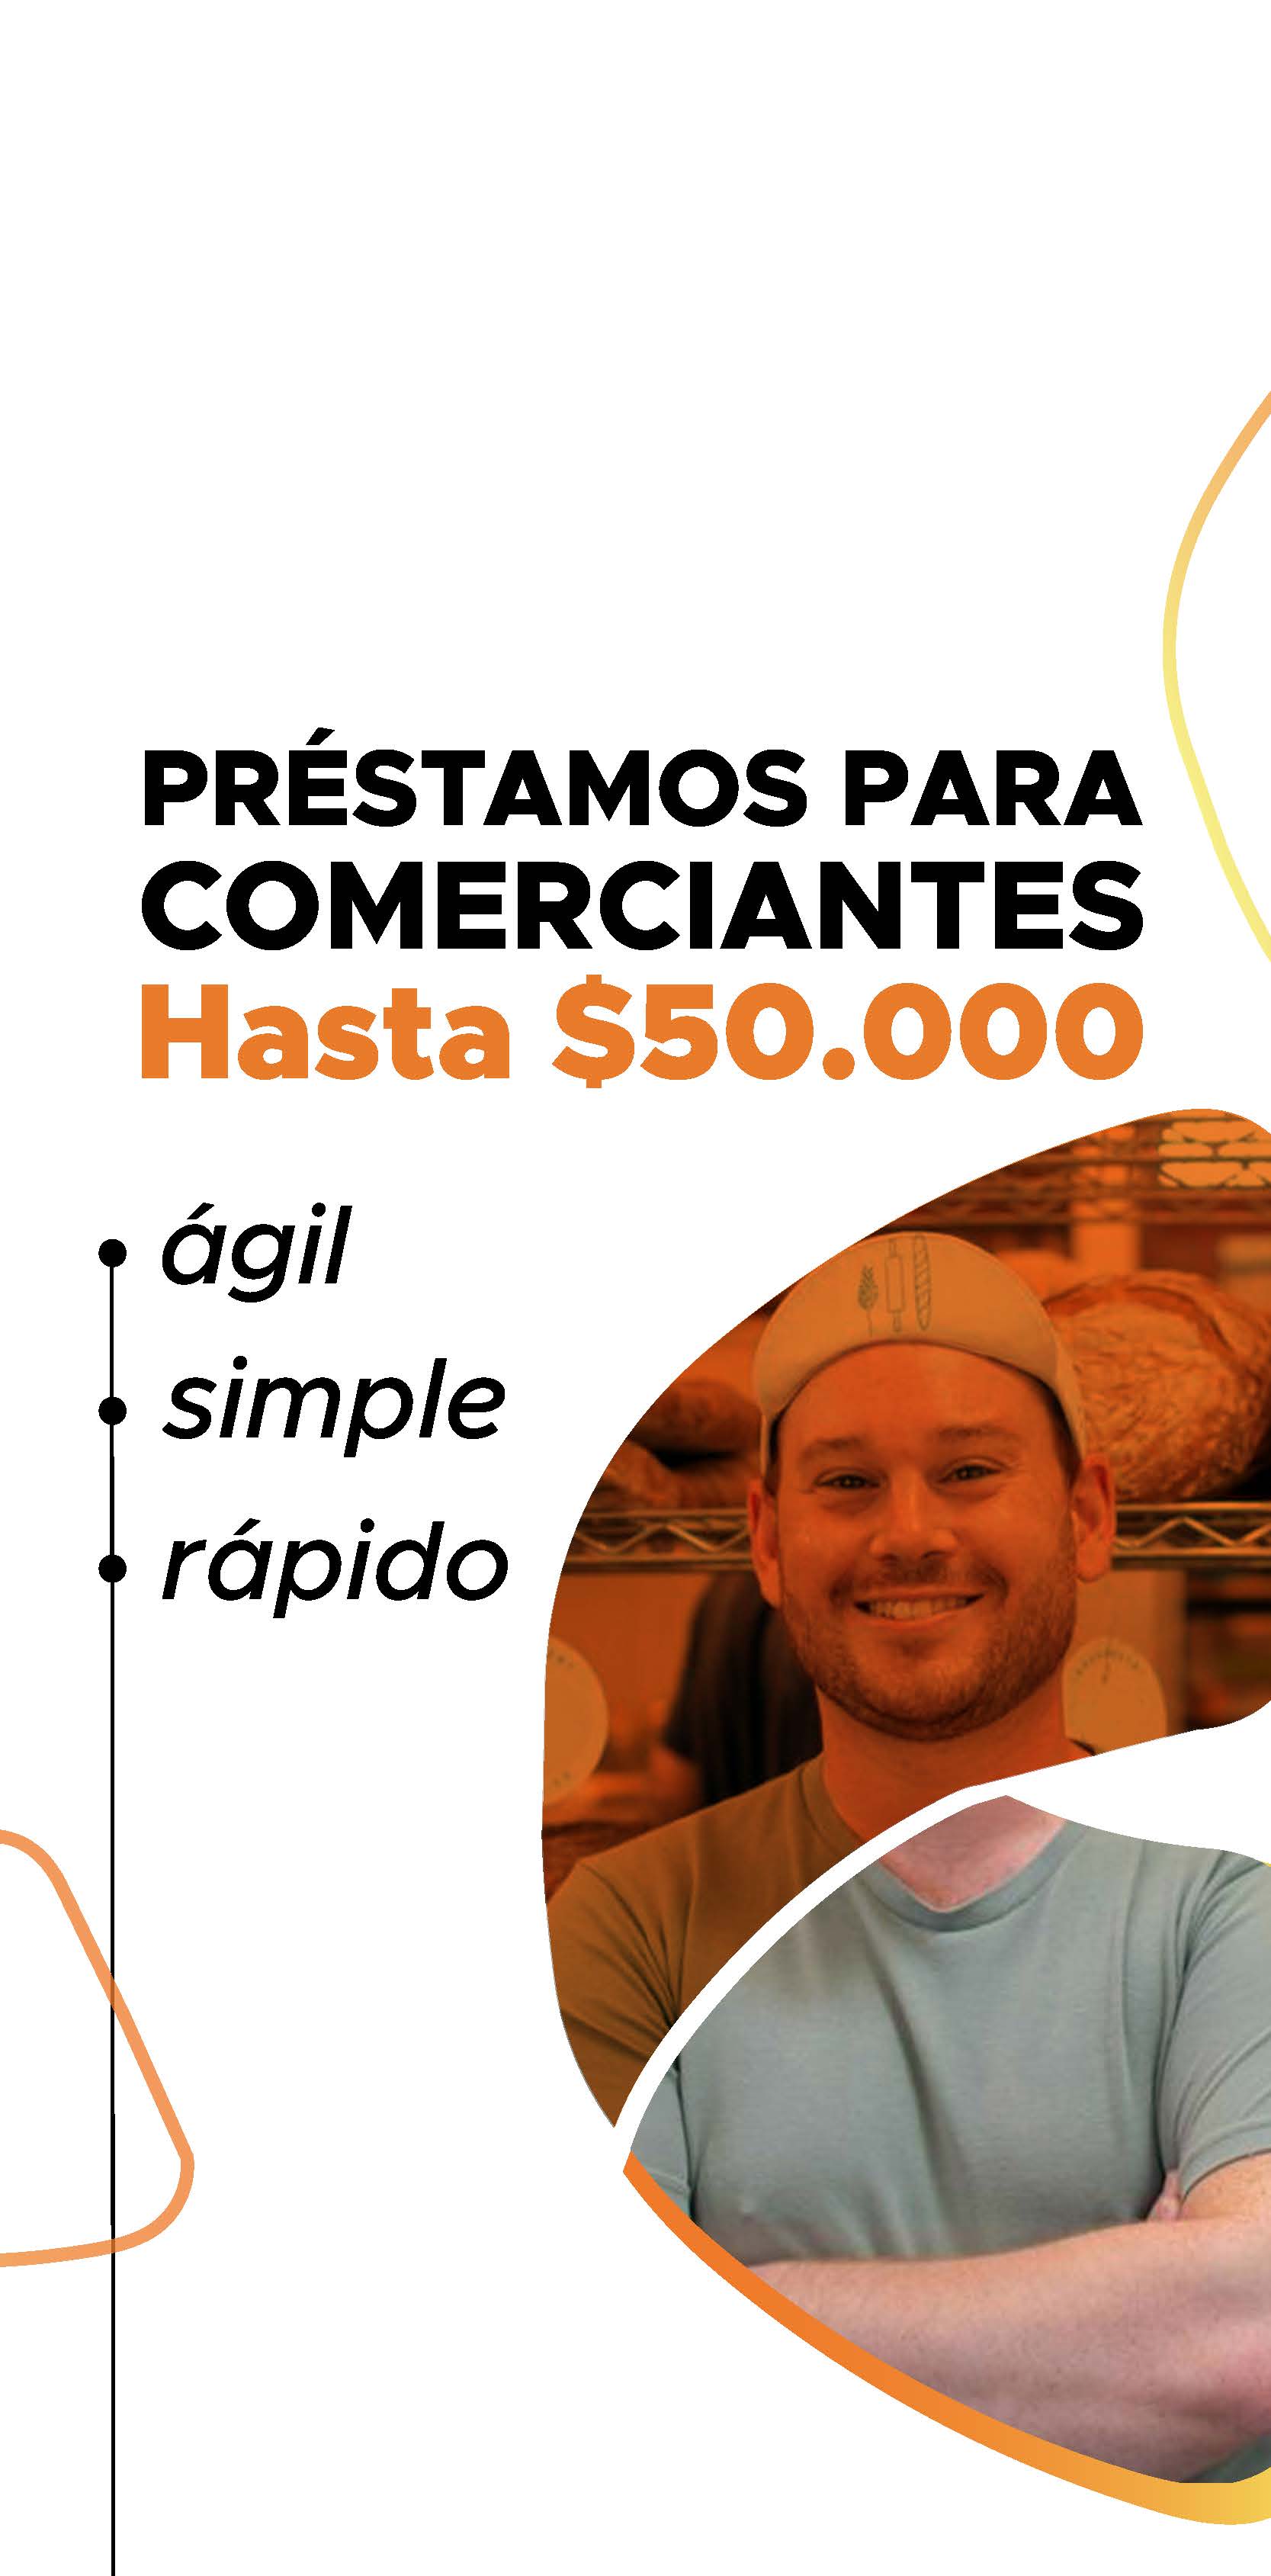 PRÉSTAMOS PARA
COMERCIANTES
Hasta $50.000
ágil
simple
rápido